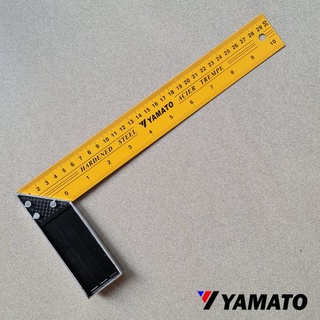 1 2 3 4 5 6 7 8 9 10 11 12 13 14 15 16 17 18 19 20 21 22 23 24 25 26 27 28 29 30
HARDENED STEEL YAMATO ACIER TREMPE
0 1 2 3 4 5 6 7 8 9 10
YAMATO